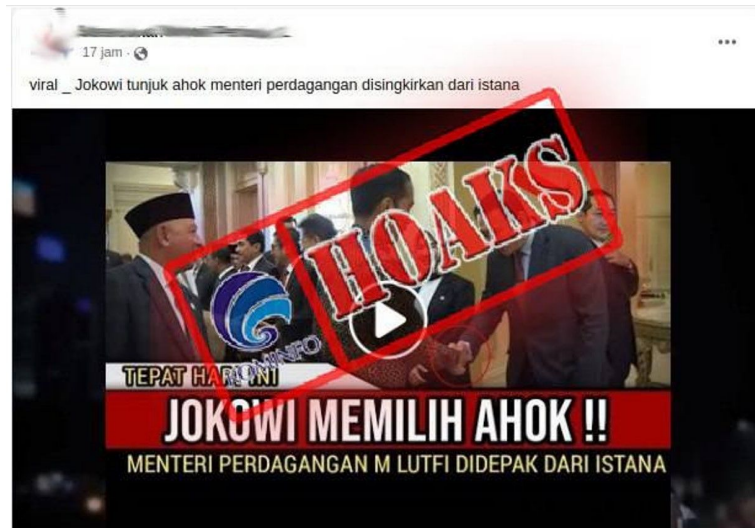 17 jam ·
viral _ Jokowi tunjuk ahok menteri perdagangan disingkirkan dari istana
HOAKS
KOMINFO
TEPAT HARI INI
JOKOWI MEMILIH AHOK !!
MENTERI PERDAGANGAN M LUTFI DIDEPAK DARI ISTANA